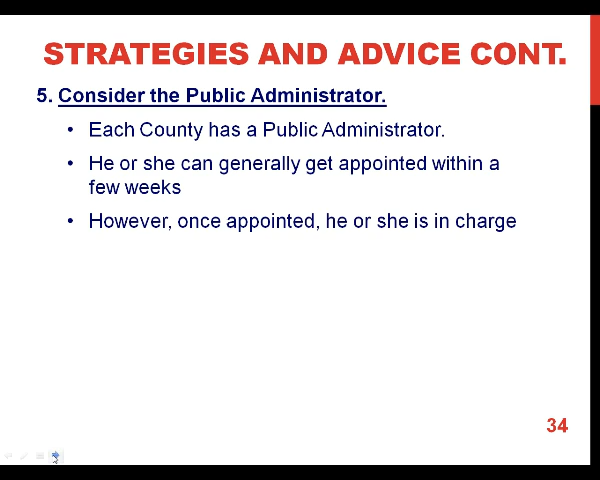 STRATEGIES AND ADVICE CONT.
5. Consider the Public Administrator.
• Each County has a Public Administrator.
• He or she can generally get appointed within a
few weeks
• However, once appointed, he or she is in charge
34